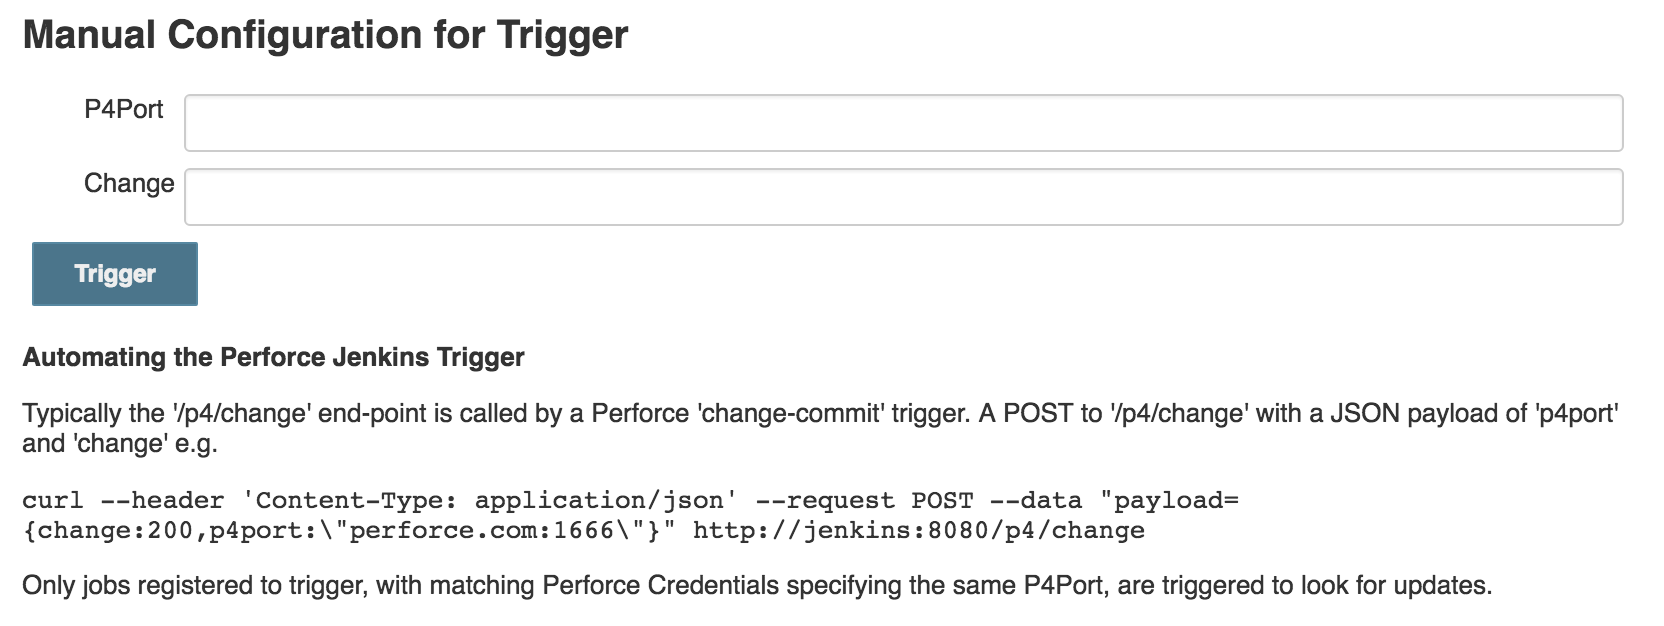 Manual Configuration for Trigger
P4Port
Change
Trigger
Automating the Perforce Jenkins Trigger
Typically the '/p4/change' end-point is called by a Perforce 'change-commit' trigger. A POST to '/p4/change' with a JSON payload of 'p4port'
and 'change' e.g.
curl --header 'Content-Type: application/json' --request POST --data "payload=
{change:200,p4port:\"perforce.com:1666\"}" http://jenkins:8080/p4/change
Only jobs registered to trigger, with matching Perforce Credentials specifying the same P4Port, are triggered to look for updates.